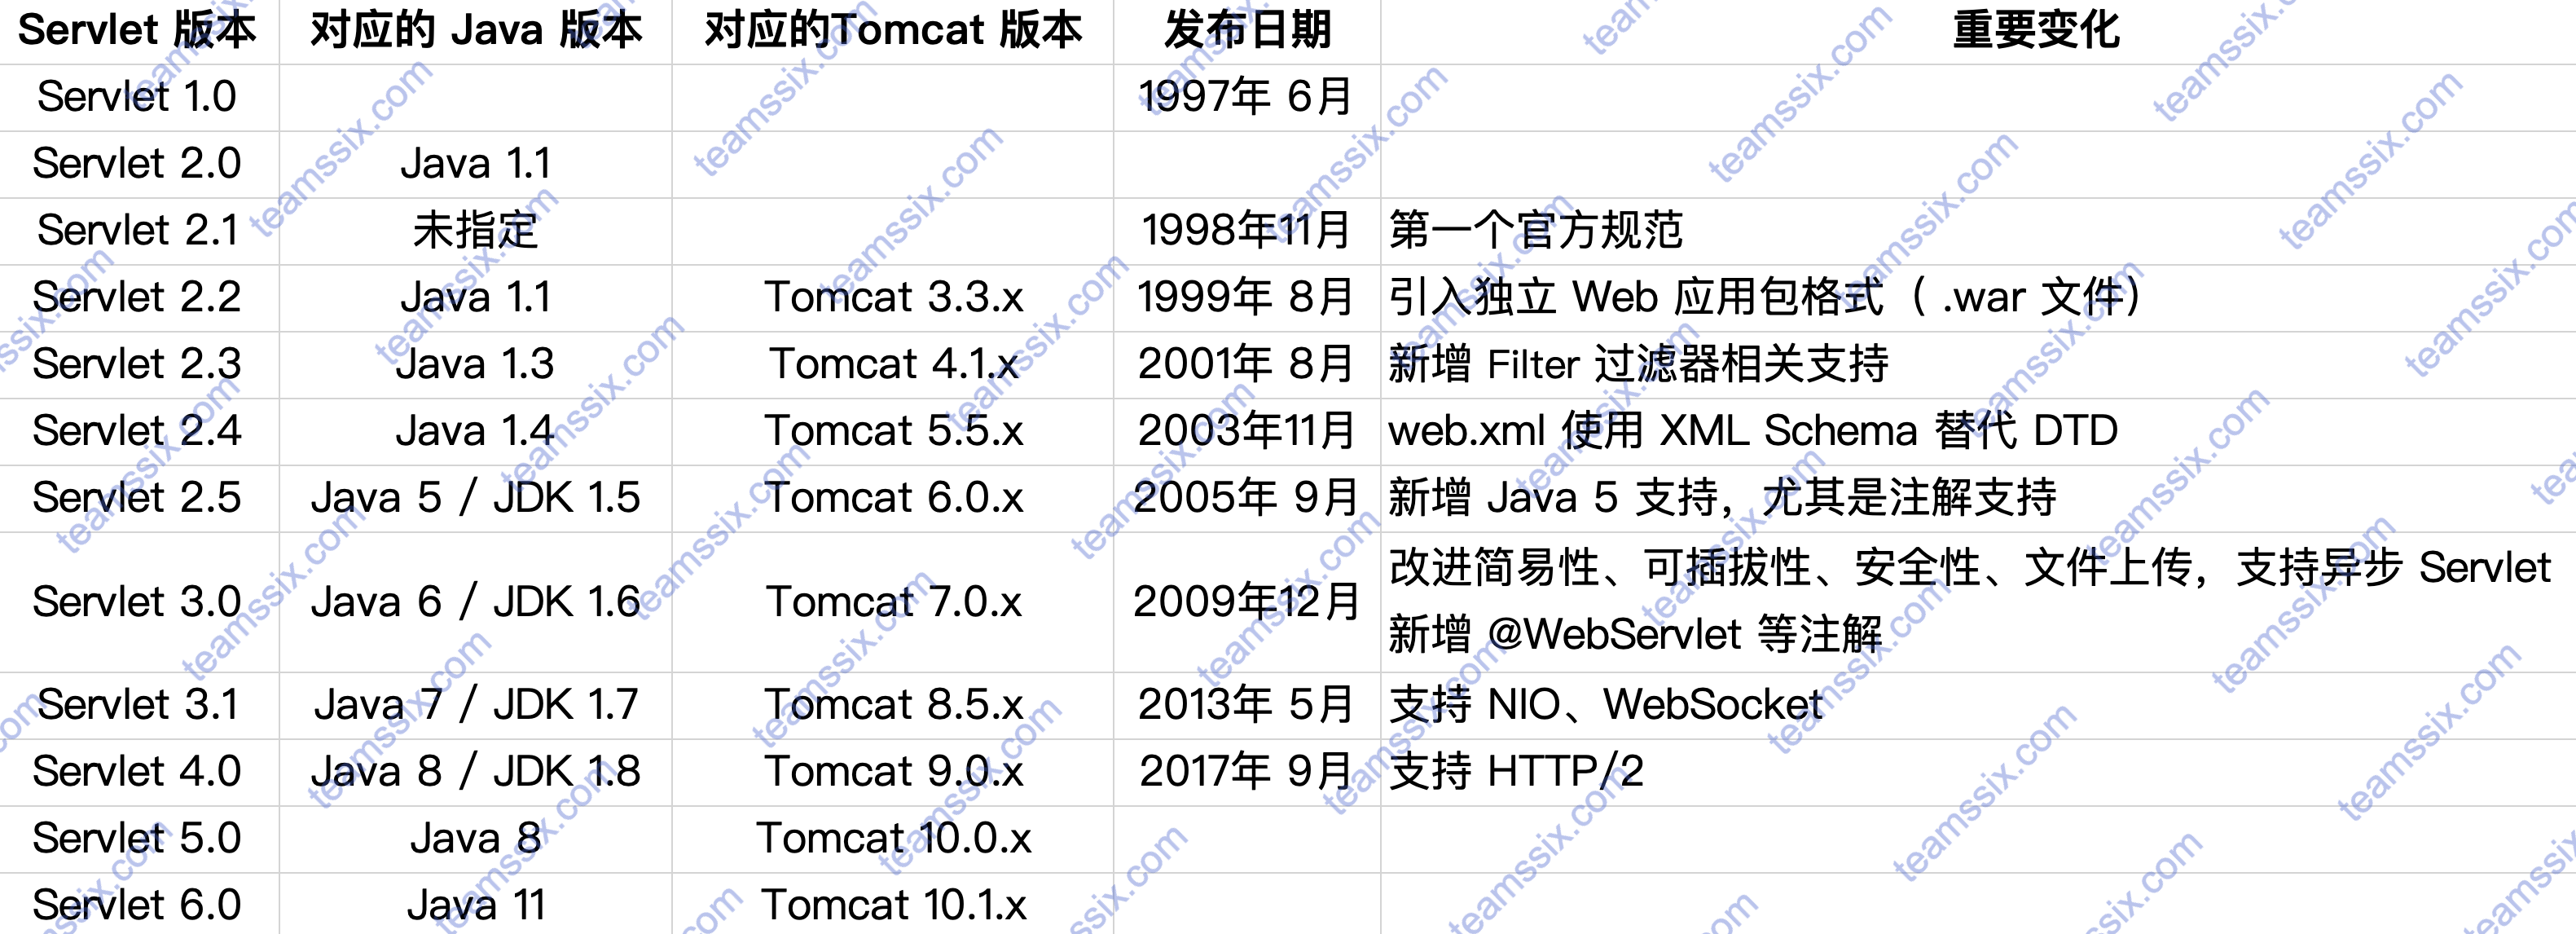 Servlet 版本 对应的 Java 版本 对应的Tomcat 版本 发布日期 重要变化
Servlet 1.0 1997年 6月
Servlet 2.0 Java 1.1
Servlet 2.1 未指定 1998年11月 第一个官方规范
Servlet 2.2 Java 1.1 Tomcat 3.3.x 1999年 8月 引入独立 Web 应用包格式（ .war 文件）
Servlet 2.3 Java 1.3 Tomcat 4.1.x 2001年 8月 新增 Filter 过滤器相关支持
Servlet 2.4 Java 1.4 Tomcat 5.5.x 2003年11月 web.xml 使用 XML Schema 替代 DTD
Servlet 2.5 Java 5 / JDK 1.5 Tomcat 6.0.x 2005年 9月 新增 Java 5 支持，尤其是注解支持
Servlet 3.0 Java 6 / JDK 1.6 Tomcat 7.0.x 2009年12月 改进简易性、可插拔性、安全性、文件上传，支持异步 Servlet
新增 @WebServlet 等注解
Servlet 3.1 Java 7 / JDK 1.7 Tomcat 8.5.x 2013年 5月 支持 NIO、WebSocket
Servlet 4.0 Java 8 / JDK 1.8 Tomcat 9.0.x 2017年 9月 支持 HTTP/2
Servlet 5.0 Java 8 Tomcat 10.0.x
Servlet 6.0 Java 11 Tomcat 10.1.x
teamssix.com